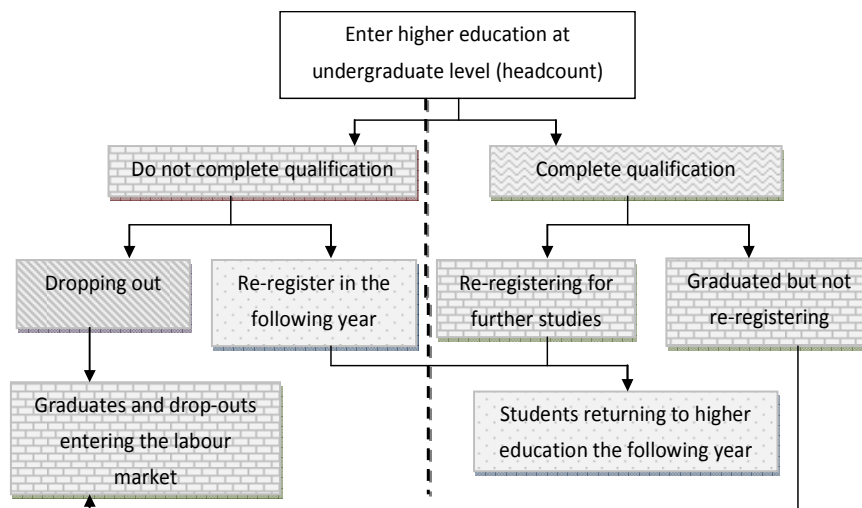 Enter higher education at
undergraduate level (headcount)
Do not complete qualification
Complete qualification
Dropping out
Re-register in the
following year
Re-registering for
further studies
Graduated but not
re-registering
Graduates and drop-outs
entering the labour
market
Students returning to higher
education the following year